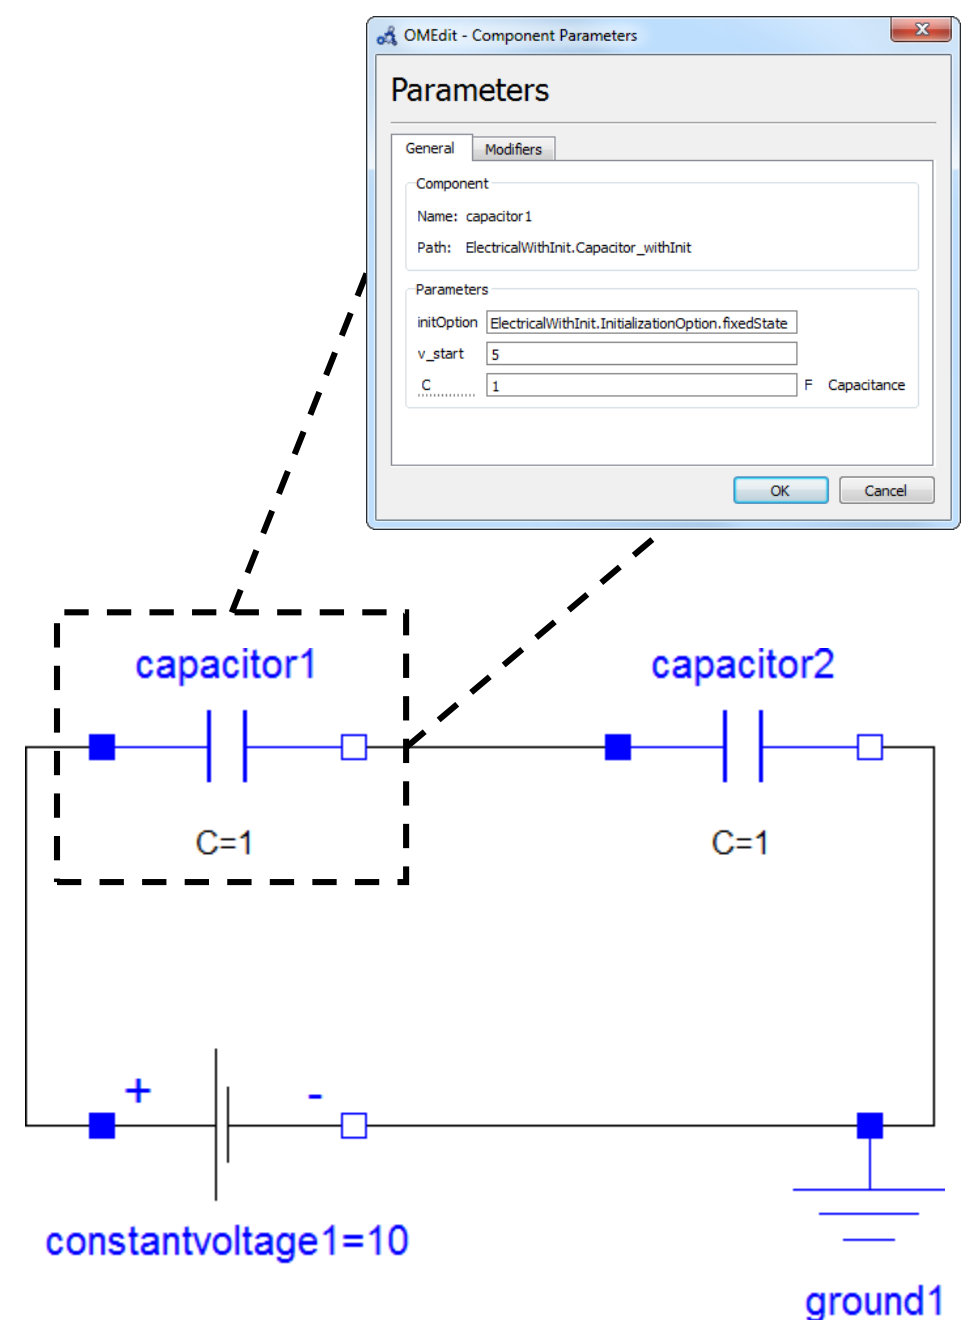 OMEdit - Component Parameters
Parameters
General Modifiers
Component
Name: capacitor1
Path: ElectricalWithInit.Capacitor_withInit
Parameters
initOption ElectricalWithInit.InitializationOption.fixedState
v_start 5
C 1 F Capacitance
OK Cancel
capacitor1 capacitor2
C=1 C=1
+ -
constantvoltage1=10
ground1